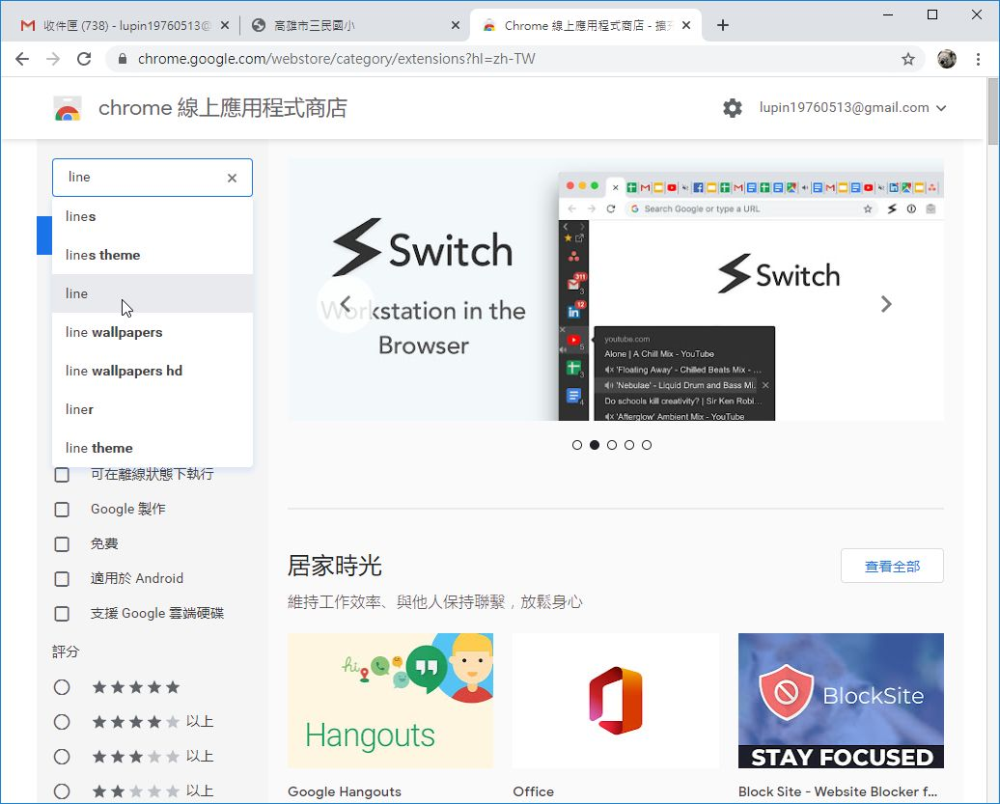 收件匣 (738) - lupin19760513@
高雄市三民國小
Chrome 線上應用程式商店 - 擴充
chrome.google.com/webstore/category/extensions?hl=zh-TW
chrome 線上應用程式商店
lupin19760513@gmail.com
line
lines
lines theme
line
line wallpapers
line wallpapers hd
liner
line theme
可在離線狀態下執行
Google 製作
免費
適用於 Android
支援 Google 雲端硬碟
評分
以上
以上
以上
Switch
Workstation in the
Browser
Search Google or type a URL
311
3
12
5
3
4
Switch
youtube.com
Alone | A Chill Mix - YouTube
'Floating Away' - Chilled Beats Mix - ...
'Nebulae' - Liquid Drum and Bass Mi.
Do schools kill creativity? | Sir Ken Robi...
'Afterglow' Ambient Mix - YouTube
居家時光
查看全部
維持工作效率、與他人保持聯繫，放鬆身心
hi
Hangouts
BlockSite
STAY FOCUSED
Google Hangouts
Office
Block Site - Website Blocker f...